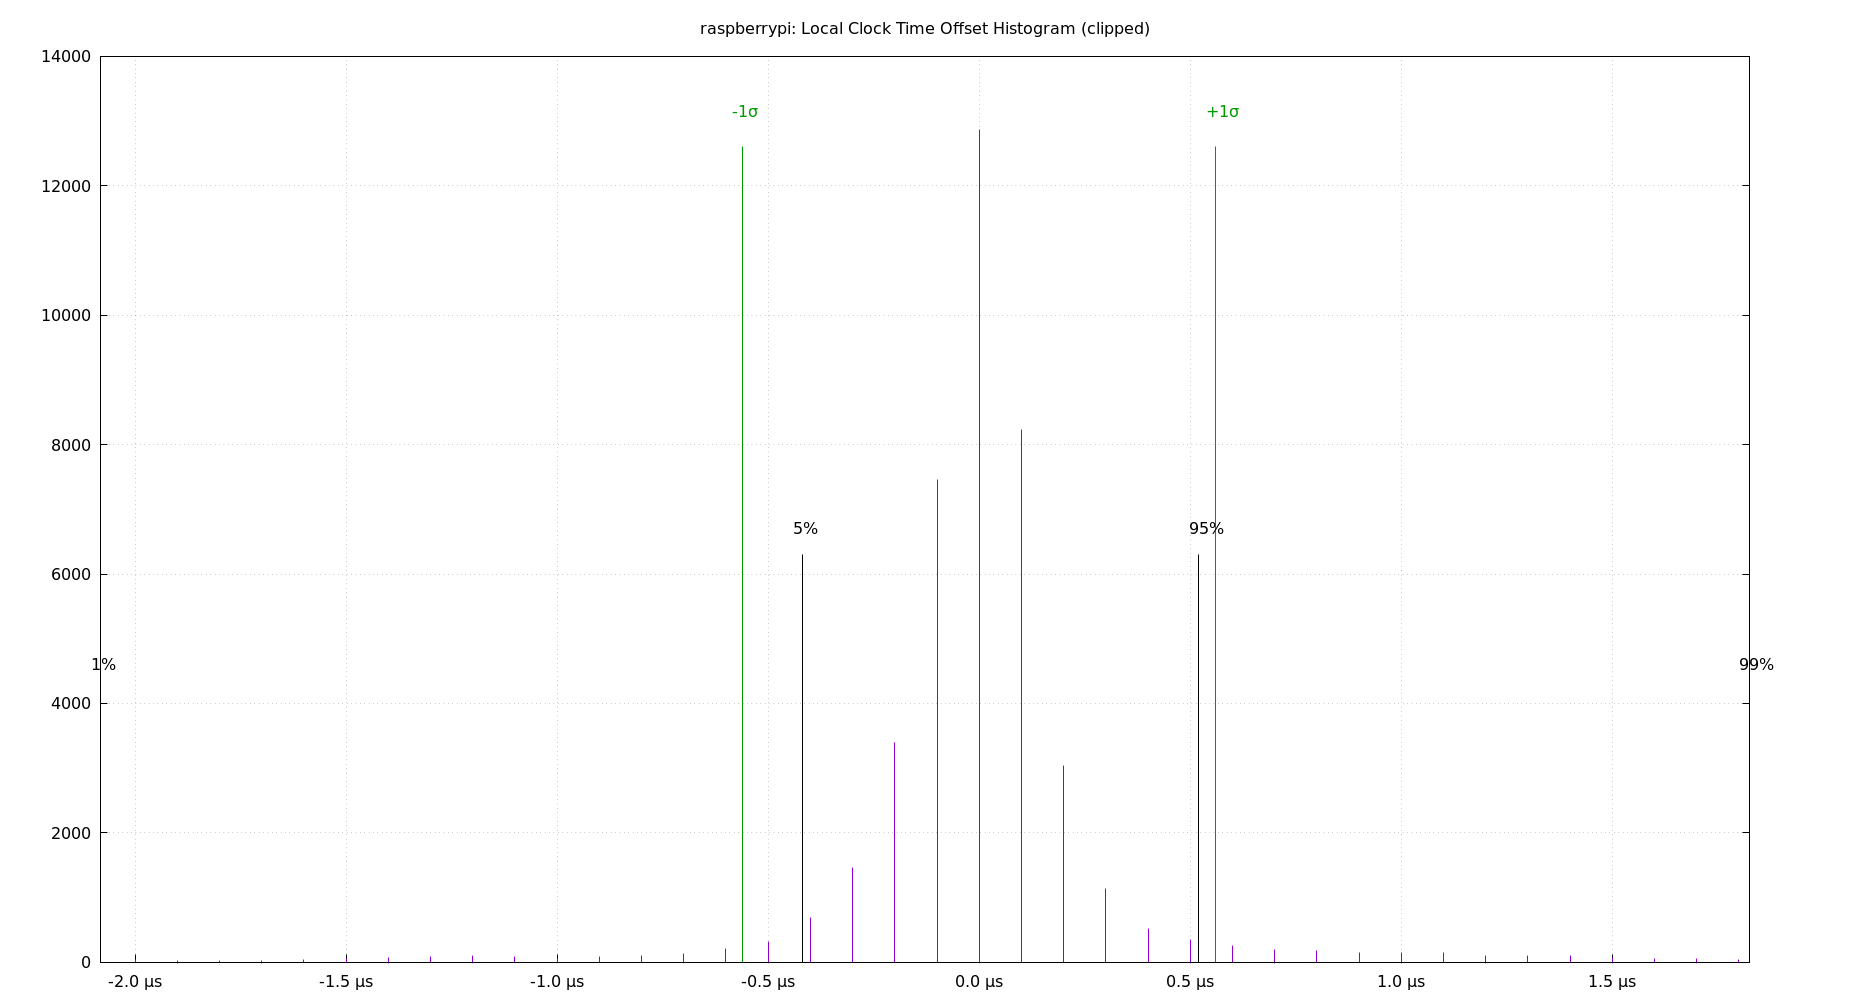 raspberrypi: Local Clock Time Offset Histogram (clipped)
14000
-1σ
+1σ
12000
10000
8000
5%
95%
6000
1%
99%
4000
2000
0
-2.0 µs
-1.5 µs
-1.0 µs
-0.5 µs
0.0 µs
0.5 µs
1.0 µs
1.5 µs